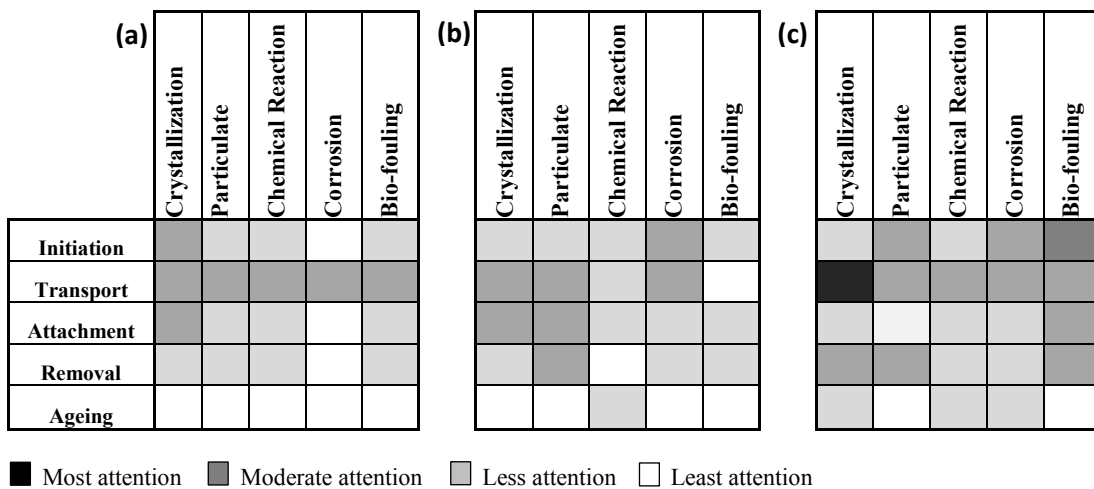 (a)
Crystallization
Particulate
Chemical Reaction
Corrosion
Bio-fouling
(b)
Crystallization
Particulate
Chemical Reaction
Corrosion
Bio-fouling
(c)
Crystallization
Particulate
Chemical Reaction
Corrosion
Bio-fouling
Initiation
Transport
Attachment
Removal
Ageing
Most attention Moderate attention Less attention Least attention